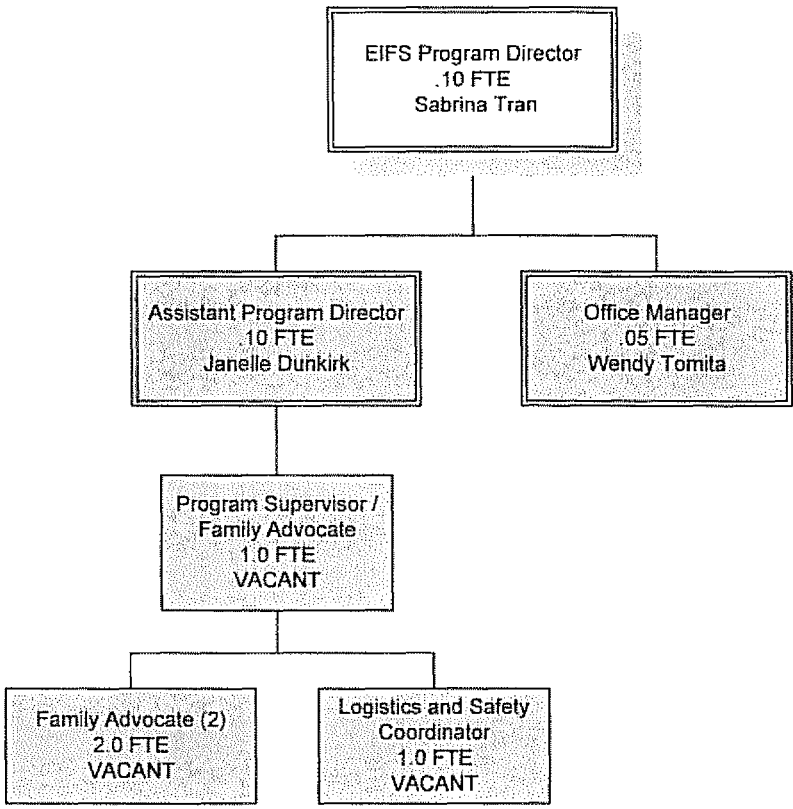 EIFS Program Director
.10 FTE
Sabrina Tran
Assistant Program Director
.10 FTE
Janelle Dunkirk
Office Manager
.05 FTE
Wendy Tomita
Program Supervisor /
Family Advocate
1.0 FTE
VACANT
Family Advocate (2)
2.0 FTE
VACANT
Logistics and Safety
Coordinator
1.0 FTE
VACANT